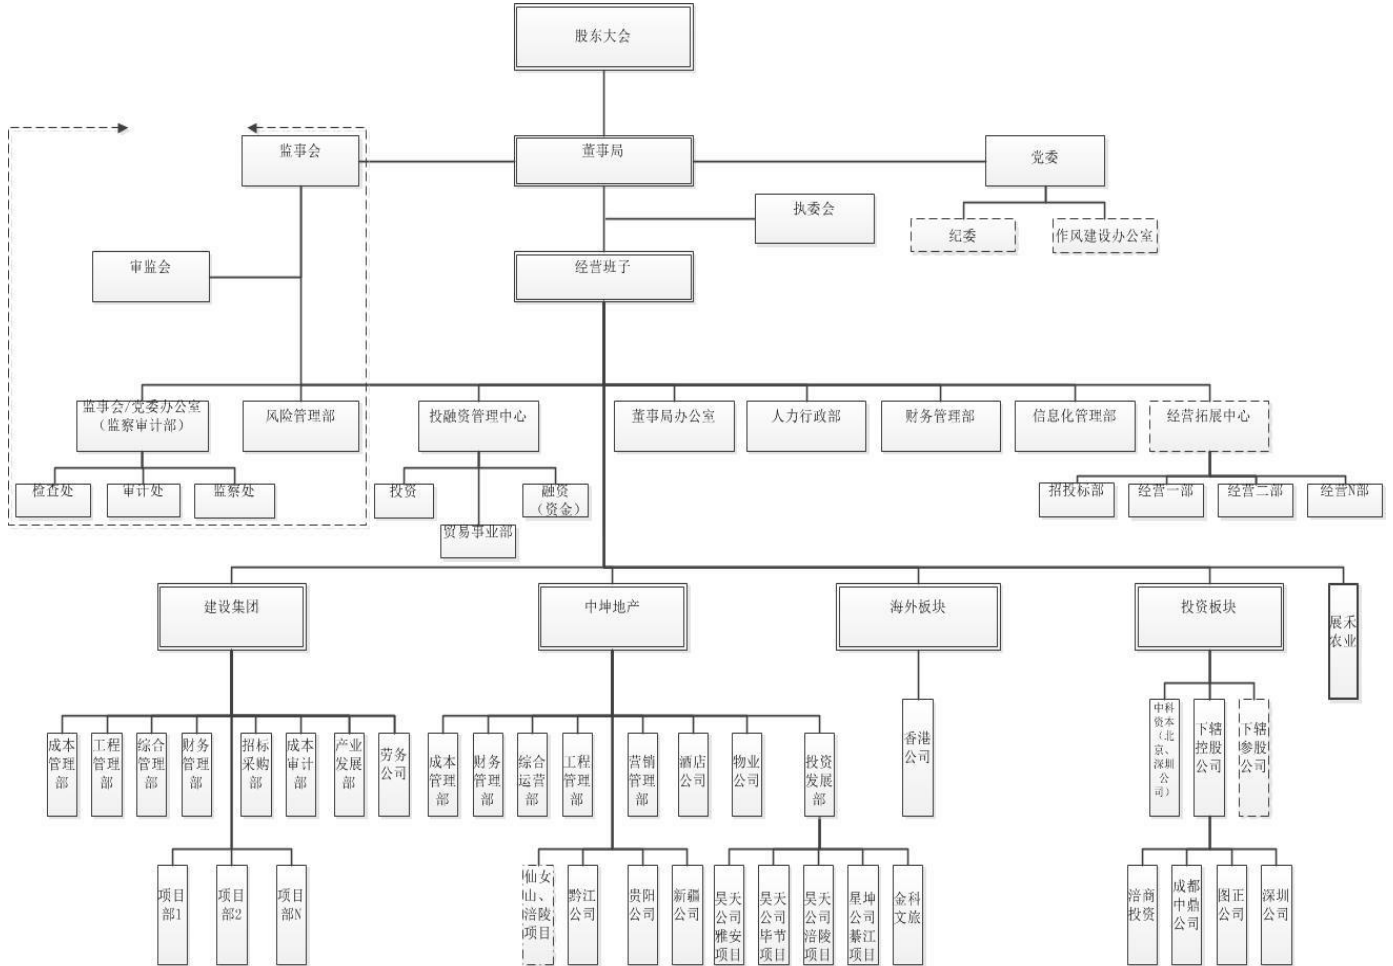 股东大会
监事会
董事局
党委
执委会
纪委
作风建设办公室
审监会
经营班子
监事会/党委办公室
（监察审计部）
风险管理部
投融资管理中心
董事局办公室
人力行政部
财务管理部
信息化管理部
经营拓展中心
检查处
审计处
监察处
投资
融资
（资金）
贸易事业部
招投标部
经营一部
经营二部
经营N部
建设集团
中坤地产
海外板块
投资板块
展禾
农业
成本
管理
部
工程
管理
部
综合
管理
部
财务
管理
部
招标
采购
部
成本
审计
部
产业
发展
部
劳务
公司
成本
管理
部
财务
管理
部
综合
运营
部
工程
管理
部
营销
管理
部
酒店
公司
物业
公司
投资
发展
部
香港
公司
中科
资本
（北
京、
深圳
公
司）
下辖
控股
公司
下辖
参股
公司
项目
部1
项目
部2
项目
部N
仙女
山、
涪陵
项目
黔江
公司
贵阳
公司
新疆
公司
昊天
公司
雅安
项目
昊天
公司
毕节
项目
昊天
公司
涪陵
项目
星坤
公司
綦江
项目
金科
文旅
涪商
投资
成都
中鼎
公司
图正
公司
深圳
公司